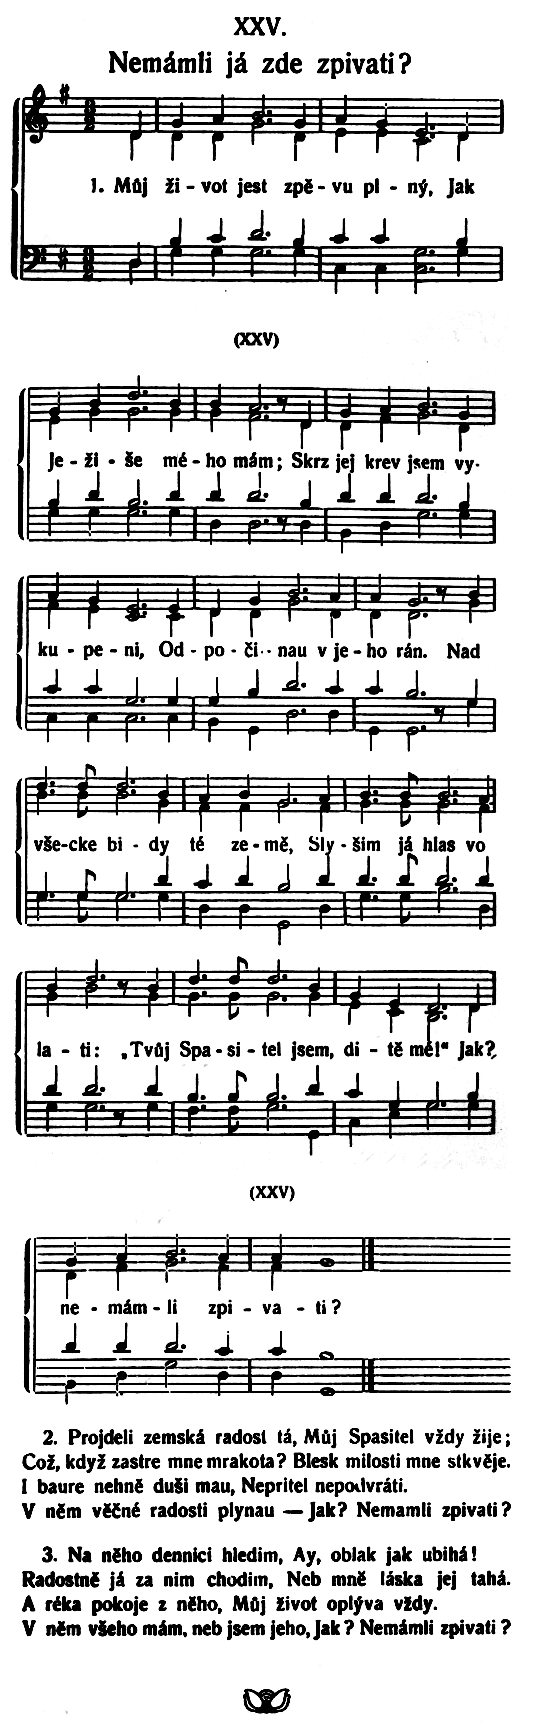 XXV.
Nemámli já zde zpivati?
1. Můj ži - vot jest zpě - vu pl - ný, Jak
(XXV)
Je - ži - še mé - ho mám; Skrz jej krev jsem vy-
ku - pe - ni, Od - po - či - nau v je - ho rán. Nad
vše-cke bi - dy té ze - mě, Sly - šim já hlas vo
la - ti: „Tvůj Spa - si - tel jsem, di - tě mé!“ Jak?
(XXV)
ne - mám - li zpi - va - ti?
2. Projdeli zemská radost tá, Můj Spasitel vždy žije;
Což, když zastre mne mrakota? Blesk milosti mne stkvěje.
I baure nehně duši mau, Nepritel nepodvráti.
V něm věčné radosti plynau — Jak? Nemamli zpivati?
3. Na něho dennici hledim, Ay, oblak jak ubihá!
Radostně já za nim chodim, Neb mně láska jej tahá.
A réka pokoje z něho, Můj život oplýva vždy.
V něm všeho mám, neb jsem jeho, Jak? Nemámli zpivati?